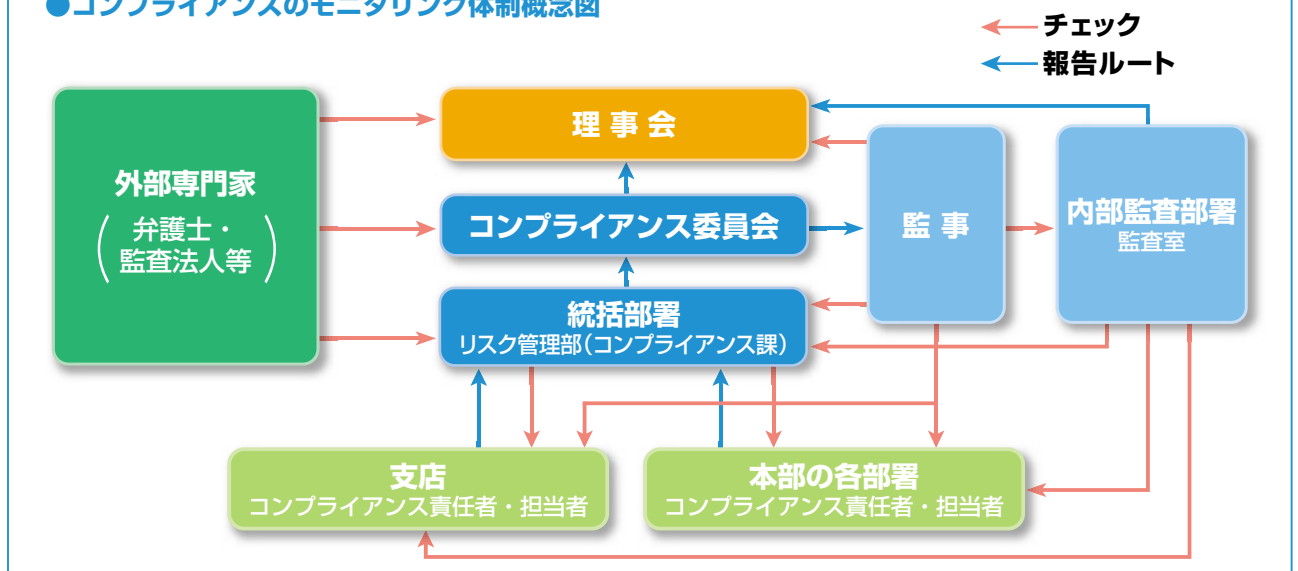 ●コンプライアンスのモニタリング体制概念図
チェック
報告ルート
外部専門家
(弁護士・
監査法人等)
理事会
コンプライアンス委員会
統括部署
リスク管理部(コンプライアンス課)
監事
内部監査部署
監査室
支店
コンプライアンス責任者・担当者
本部の各部署
コンプライアンス責任者・担当者